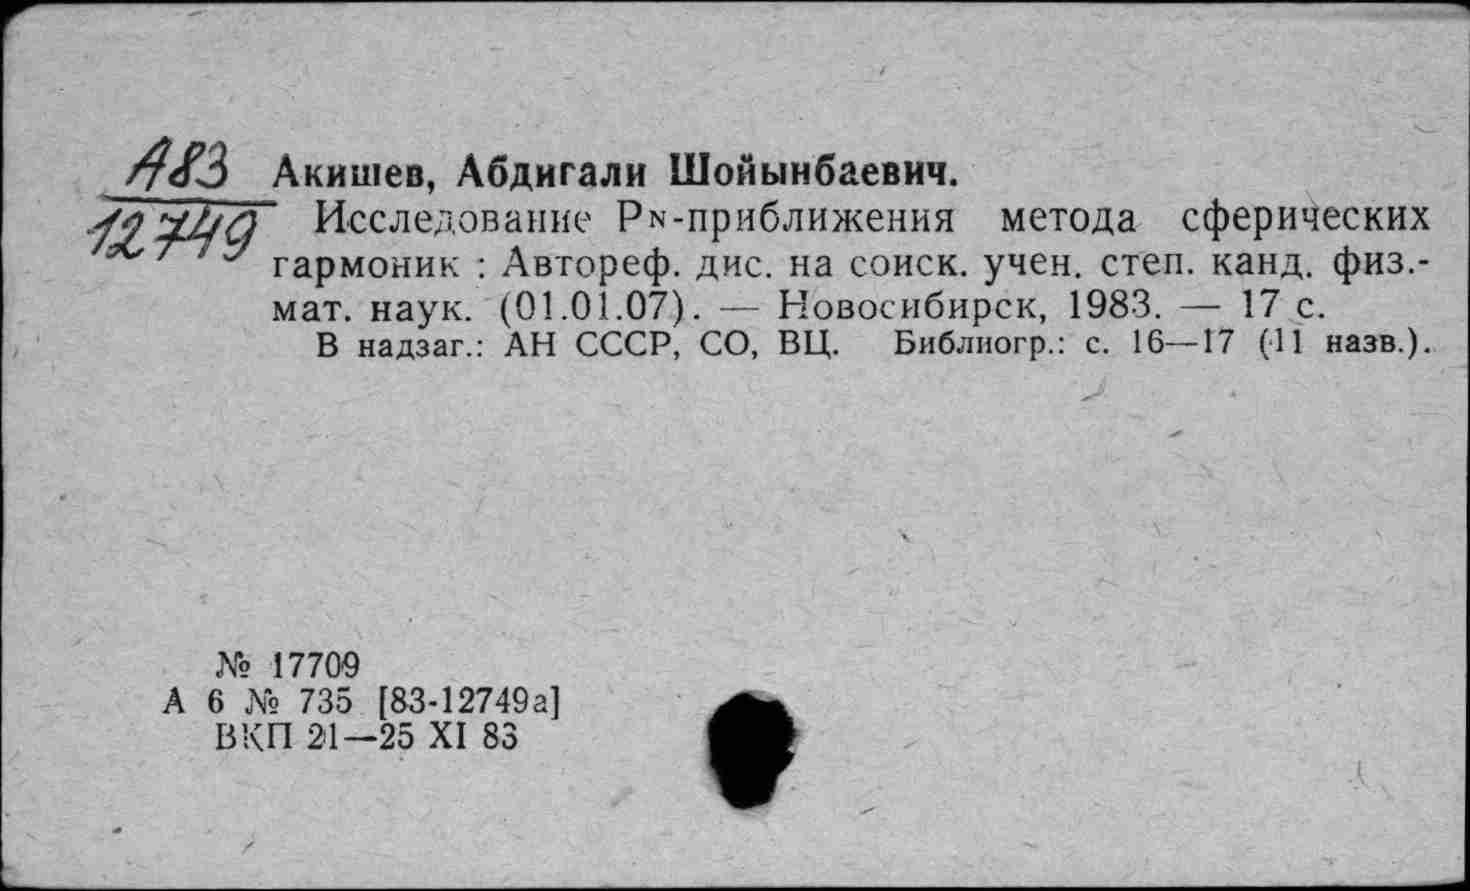 А83 Акишев, Абдигали Шойынбаевич.
12749 Исследование PN-приближения метода сферических
гармоник : Автореф. дис. на соиск. учен. степ. канд. физ.-
мат. наук. (01.01.07). — Новосибирск, 1983. — 17 с.
В надзаг.: АН СССР, СО, ВЦ. Библиогр.: с. 16—17 (11 назв.).
№ 17709
А 6 № 735 [83-12749а]
ВКП 21—25 XI 83